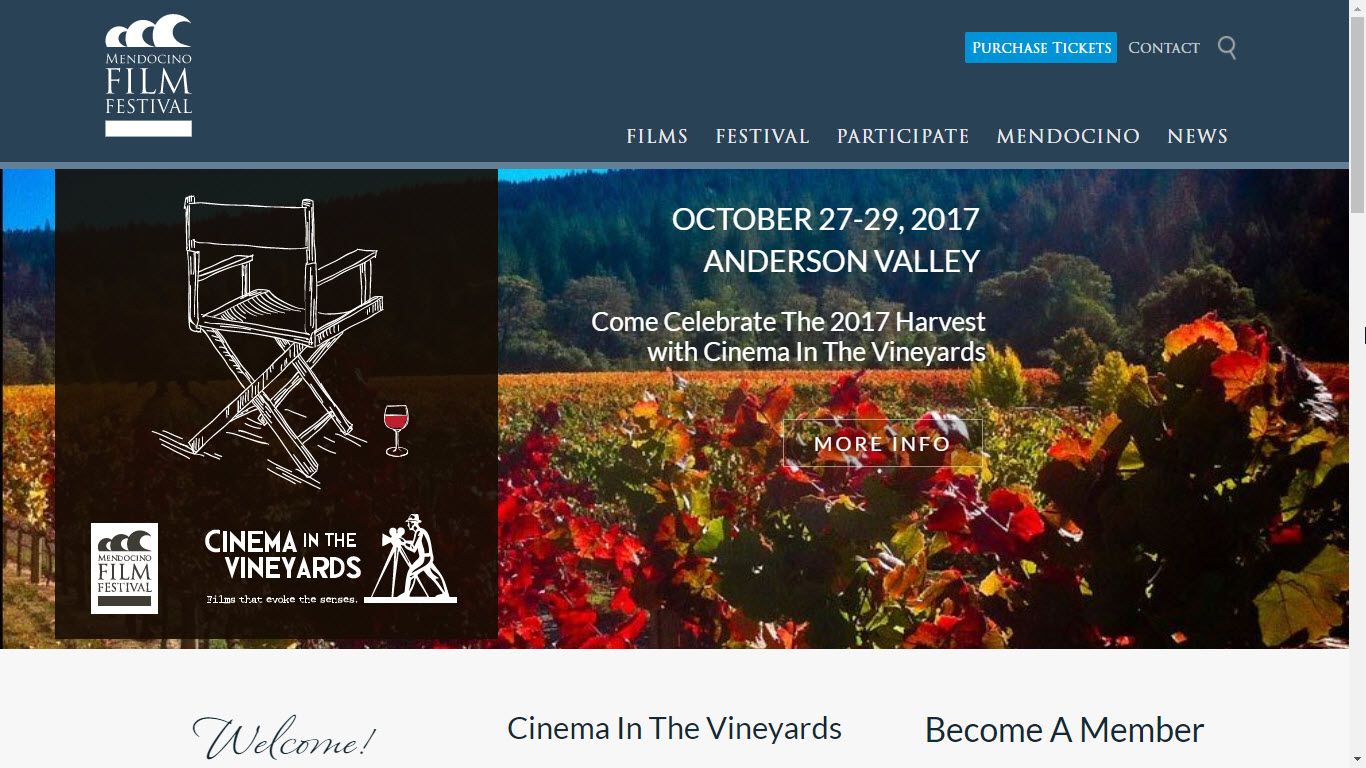 MENDOCINO
FILM
FESTIVAL
PURCHASE TICKETS
CONTACT
FILMS
FESTIVAL
PARTICIPATE
MENDOCINO
NEWS
OCTOBER 27-29, 2017
ANDERSON VALLEY
Come Celebrate The 2017 Harvest
with Cinema In The Vineyards
MORE INFO
MENDOCINO
FILM
FESTIVAL
CINEMA IN THE
VINEYARDS
Films that evoke the senses.
Welcome!
Cinema In The Vineyards
Become A Member